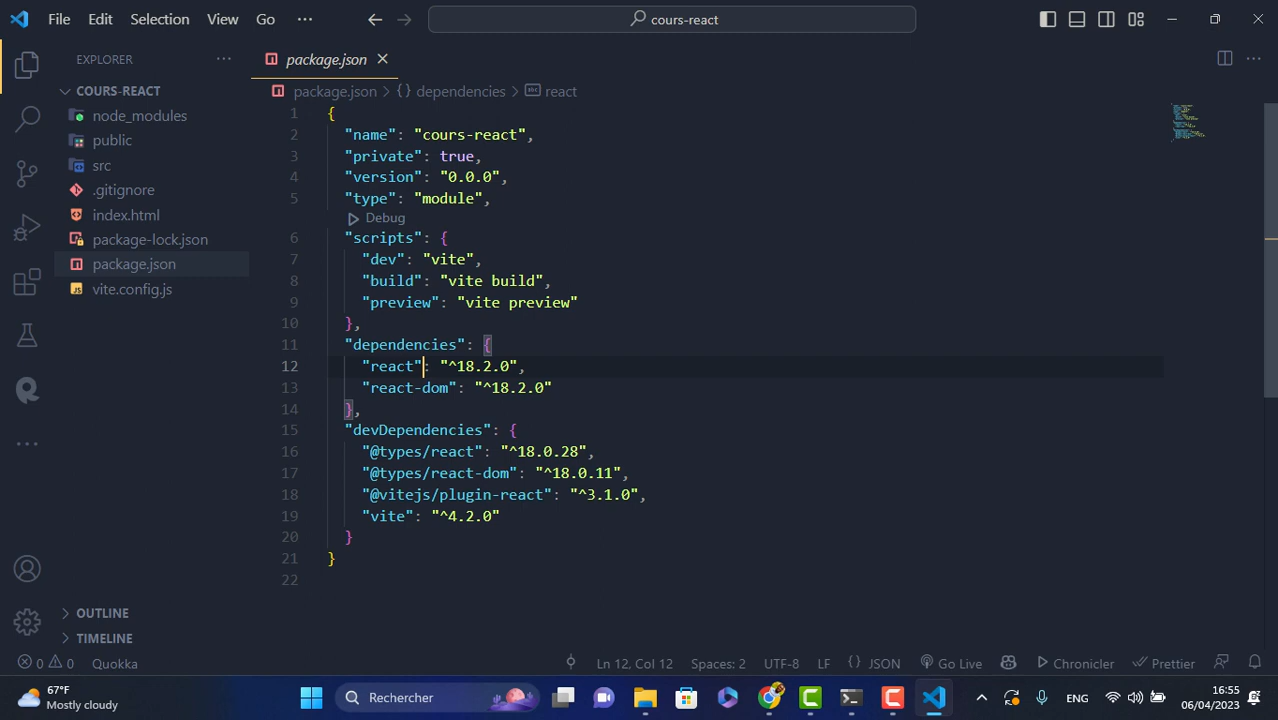 File Edit Selection View Go ··· cours-react
EXPLORER ···
COURS-REACT
node_modules
public
src
.gitignore
index.html
package-lock.json
package.json
vite.config.js
OUTLINE
TIMELINE
package.json
package.json > {} dependencies > abc react
1 {
2 "name": "cours-react",
3 "private": true,
4 "version": "0.0.0",
5 "type": "module",
Debug
6 "scripts": {
7 "dev": "vite",
8 "build": "vite build",
9 "preview": "vite preview"
10 },
11 "dependencies": {
12 "react": "^18.2.0",
13 "react-dom": "^18.2.0"
14 },
15 "devDependencies": {
16 "@types/react": "^18.0.28",
17 "@types/react-dom": "^18.0.11",
18 "@vitejs/plugin-react": "^3.1.0",
19 "vite": "^4.2.0"
20 }
21 }
22
0 0 Quokka Ln 12, Col 12 Spaces: 2 UTF-8 LF {} JSON Go Live Chronicler Prettier
67°F
Mostly cloudy
Rechercher
ENG
16:55
06/04/2023